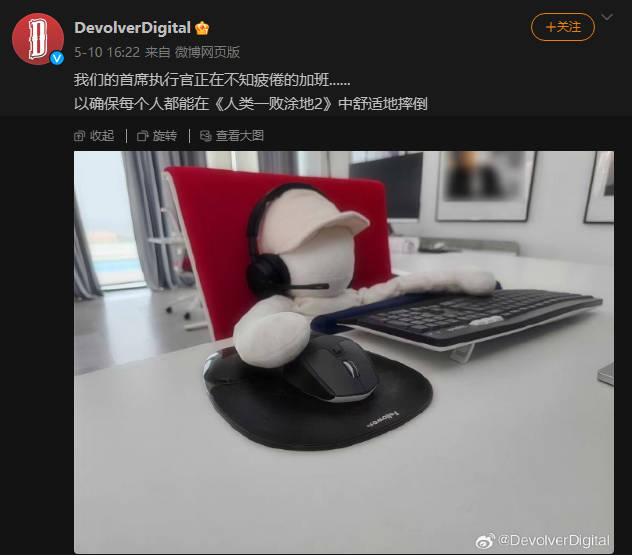 DevolverDigital
+关注
5-10 16:22 来自 微博网页版
我们的首席执行官正在不知疲倦的加班......
以确保每个人都能在《人类一败涂地2》中舒适地摔倒
收起 | 旋转 | 查看大图
Fellowes
@DevolverDigital